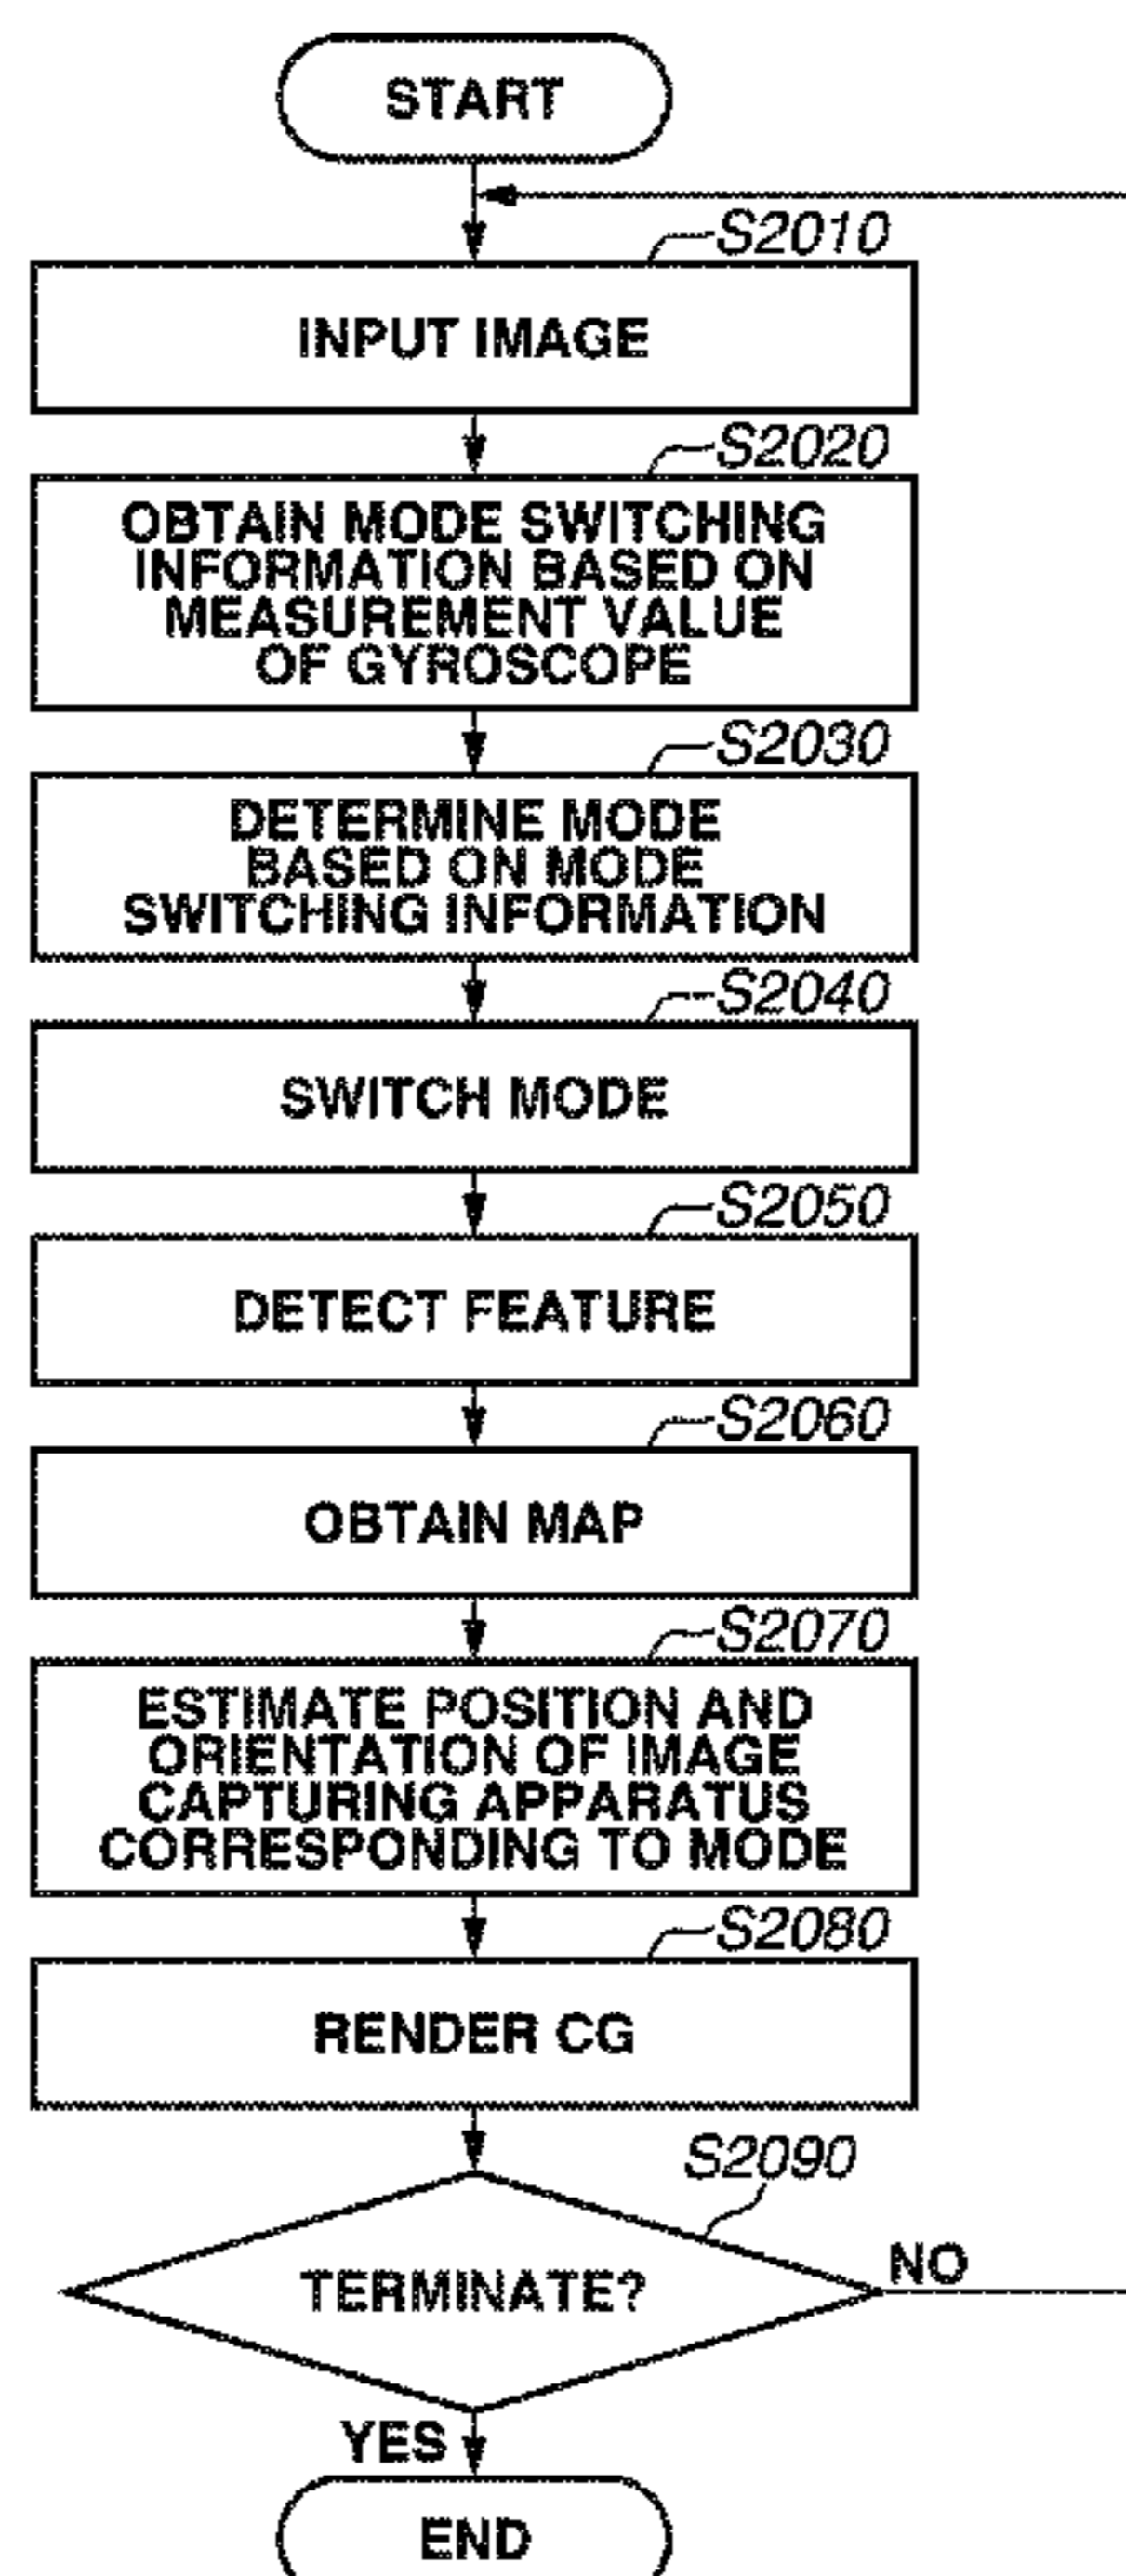 START
S2010
INPUT IMAGE
S2020
OBTAIN MODE SWITCHING
INFORMATION BASED ON
MEASUREMENT VALUE
OF GYROSCOPE
S2030
DETERMINE MODE
BASED ON MODE
SWITCHING INFORMATION
S2040
SWITCH MODE
S2050
DETECT FEATURE
S2060
OBTAIN MAP
S2070
ESTIMATE POSITION AND
ORIENTATION OF IMAGE
CAPTURING APPARATUS
CORRESPONDING TO MODE
S2080
RENDER CG
S2090
TERMINATE?
NO
YES
END